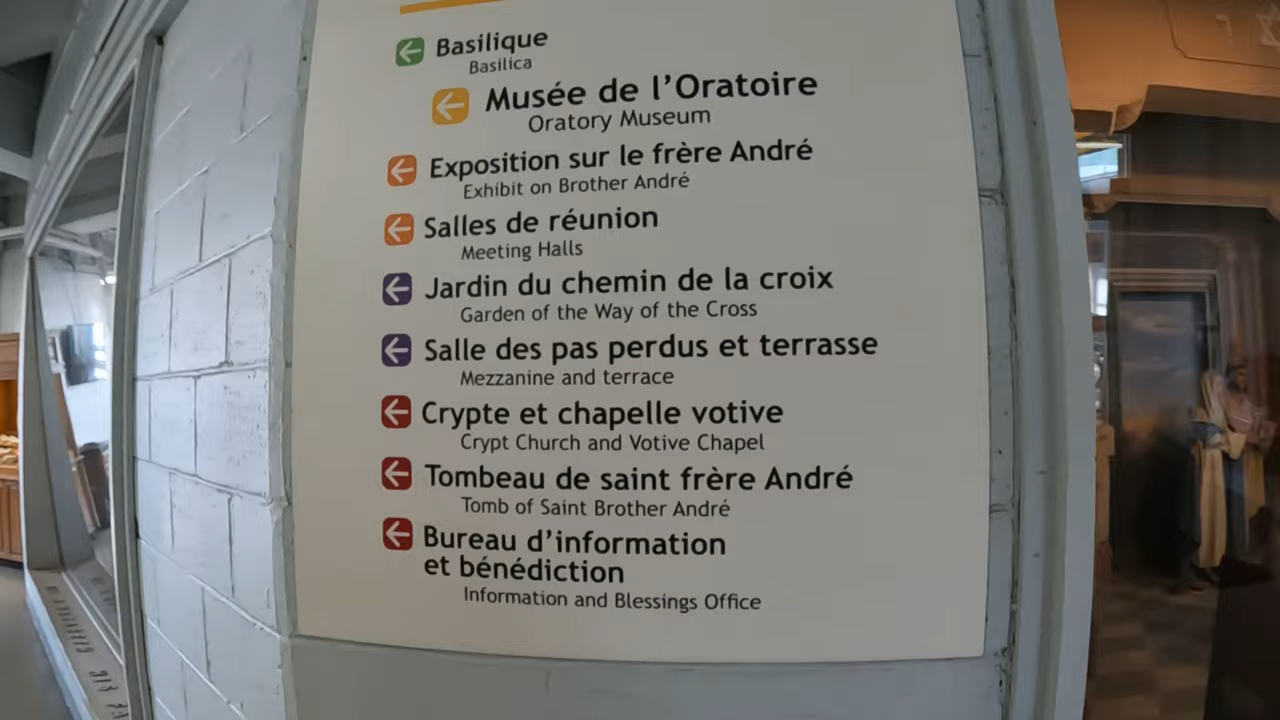 Basilique
Basilica
Musée de l'Oratoire
Oratory Museum
Exposition sur le frère André
Exhibit on Brother André
Salles de réunion
Meeting Halls
Jardin du chemin de la croix
Garden of the Way of the Cross
Salle des pas perdus et terrasse
Mezzanine and terrace
Crypte et chapelle votive
Crypt Church and Votive Chapel
Tombeau de saint frère André
Tomb of Saint Brother André
Bureau d'information
et bénédiction
Information and Blessings Office